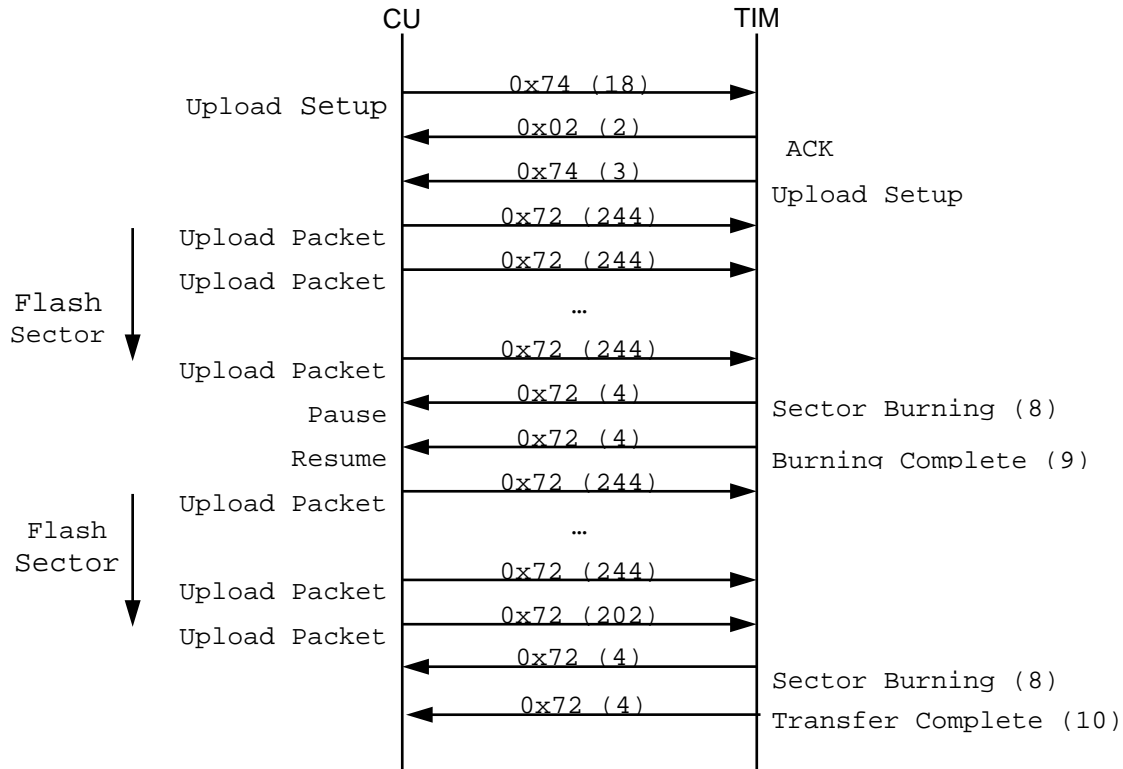 CU TIM
0x74 (18)
Upload Setup
0x02 (2)
ACK
0x74 (3)
Upload Setup
0x72 (244)
Upload Packet
0x72 (244)
Upload Packet
Flash
Sector
…
0x72 (244)
Upload Packet
0x72 (4)
Sector Burning (8)
Pause
0x72 (4)
Resume
Burning Complete (9)
0x72 (244)
Upload Packet
Flash
Sector
…
0x72 (244)
Upload Packet
0x72 (202)
Upload Packet
0x72 (4)
Sector Burning (8)
0x72 (4)
Transfer Complete (10)